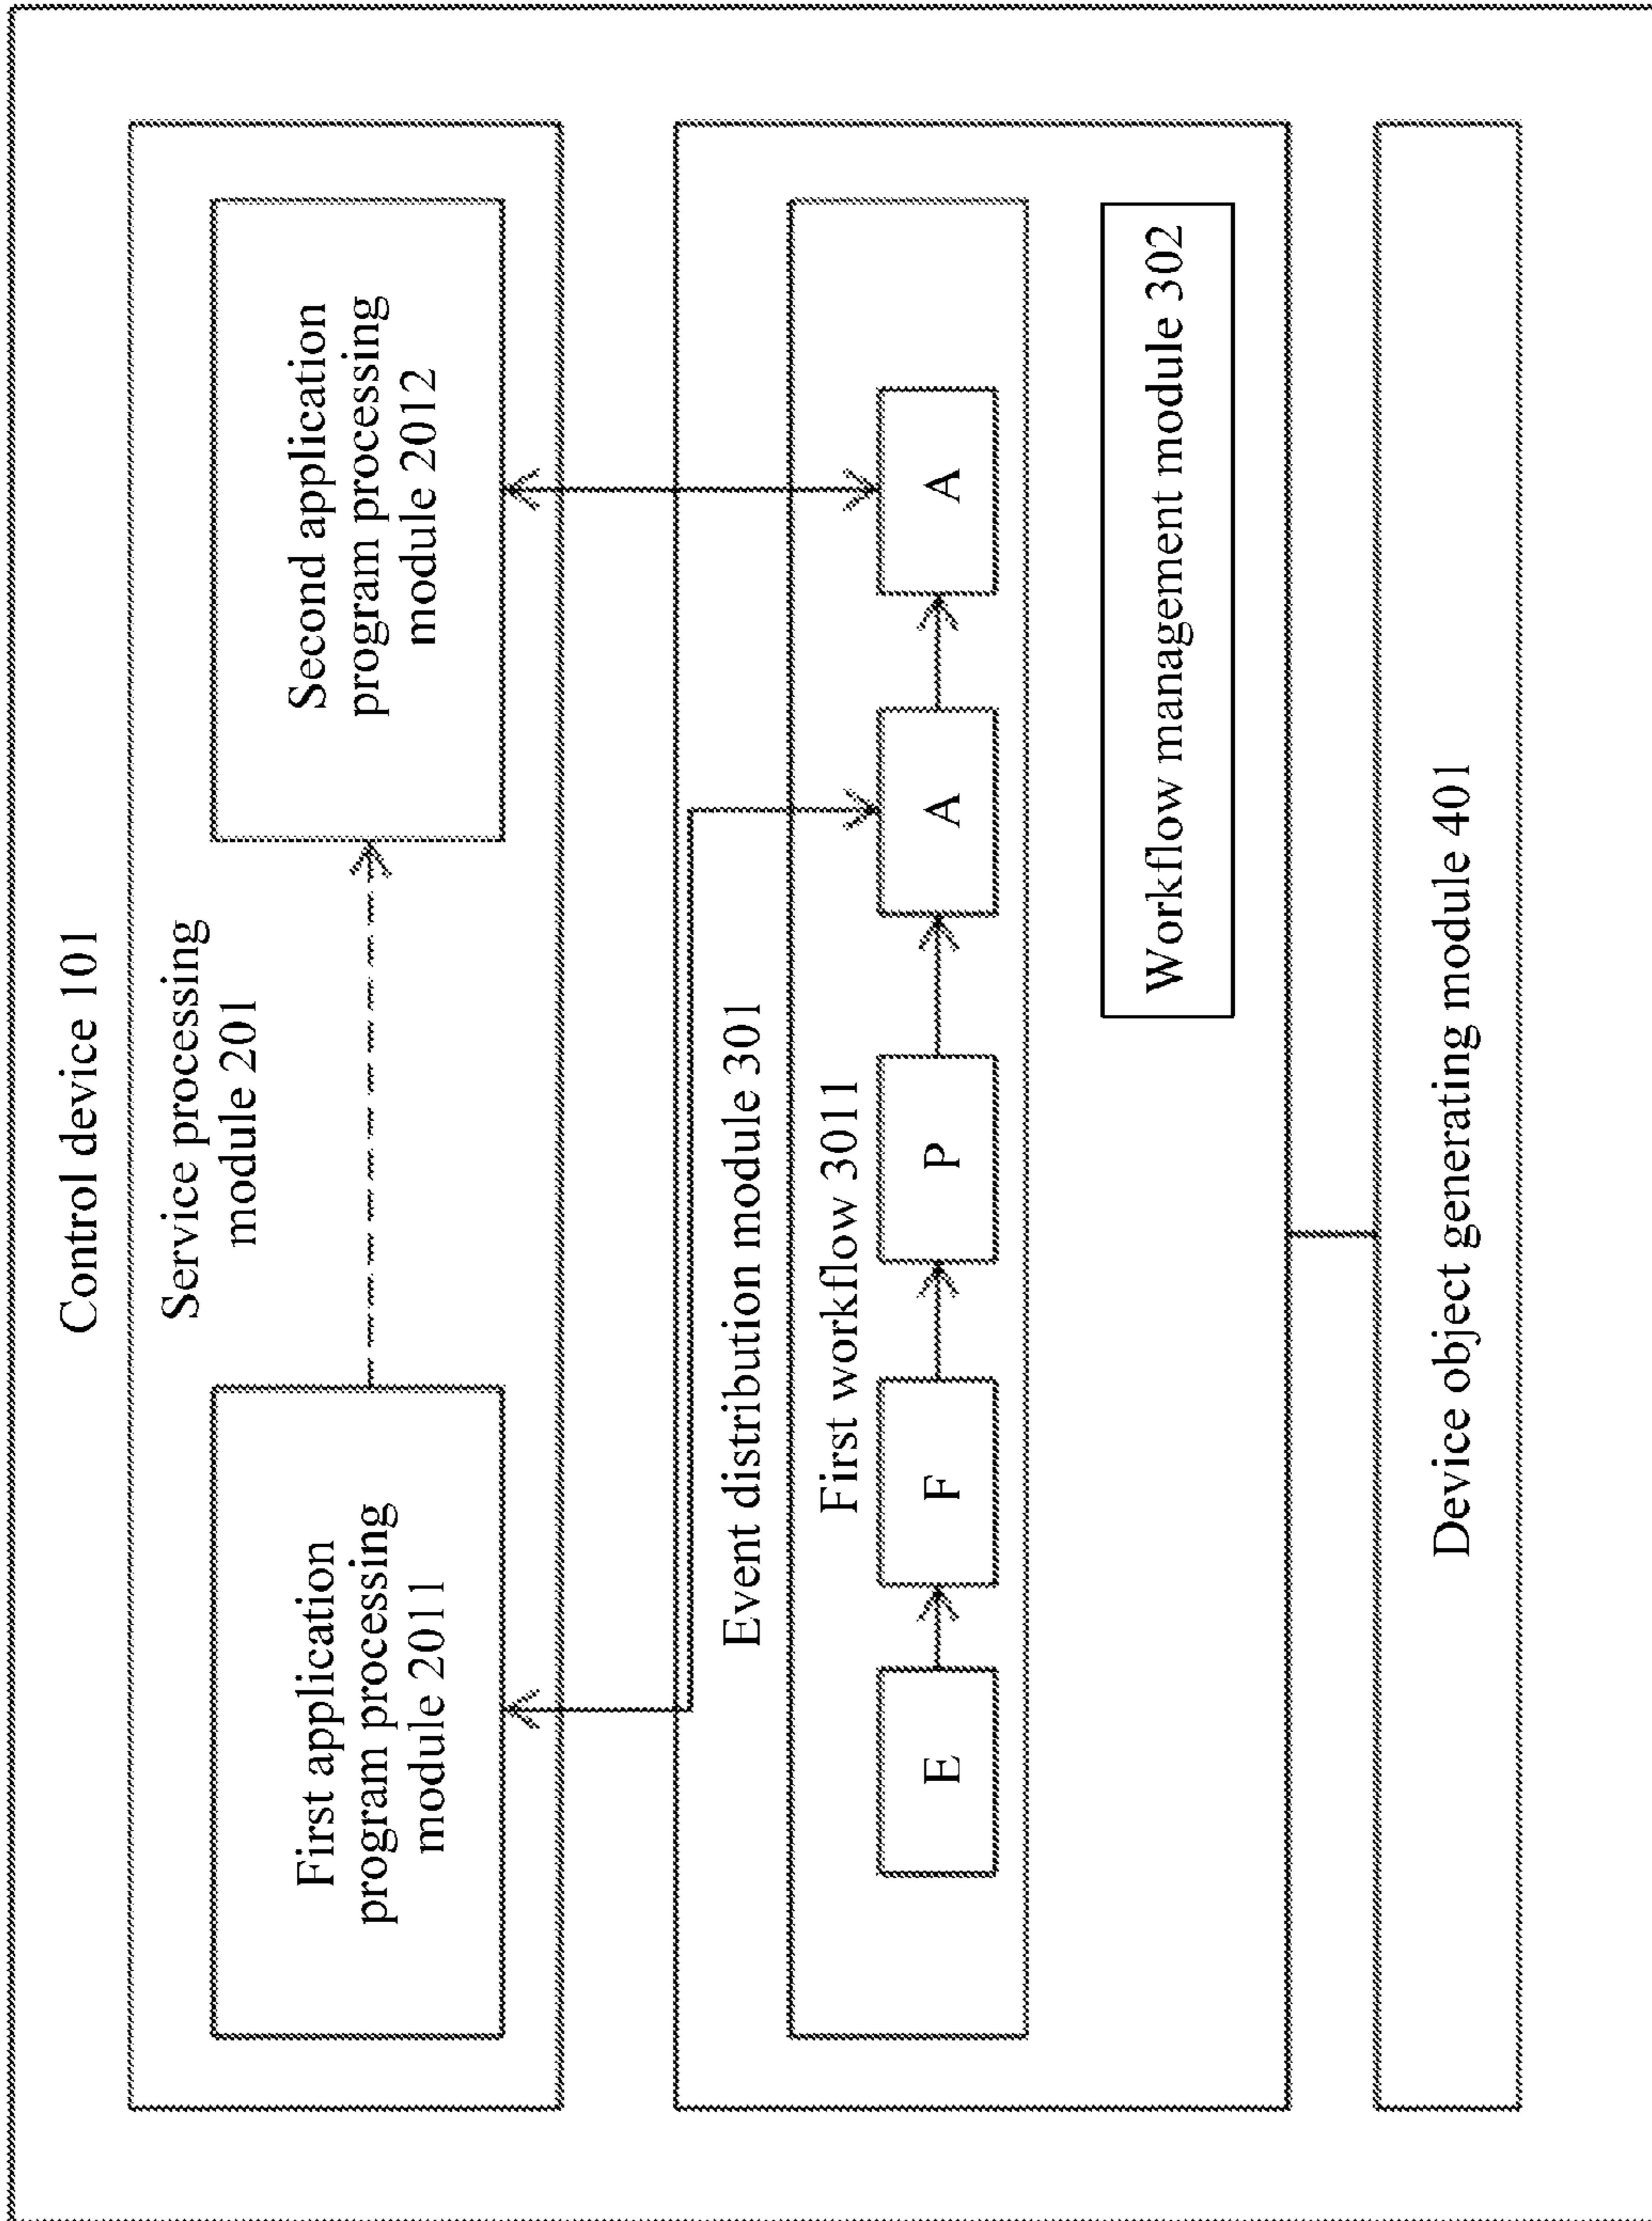 Control device 101
Service processing
module 201
First application
program processing
module 2011
Second application
program processing
module 2012
Event distribution module 301
First workflow 3011
E
F
P
A
A
Workflow management module 302
Device object generating module 401